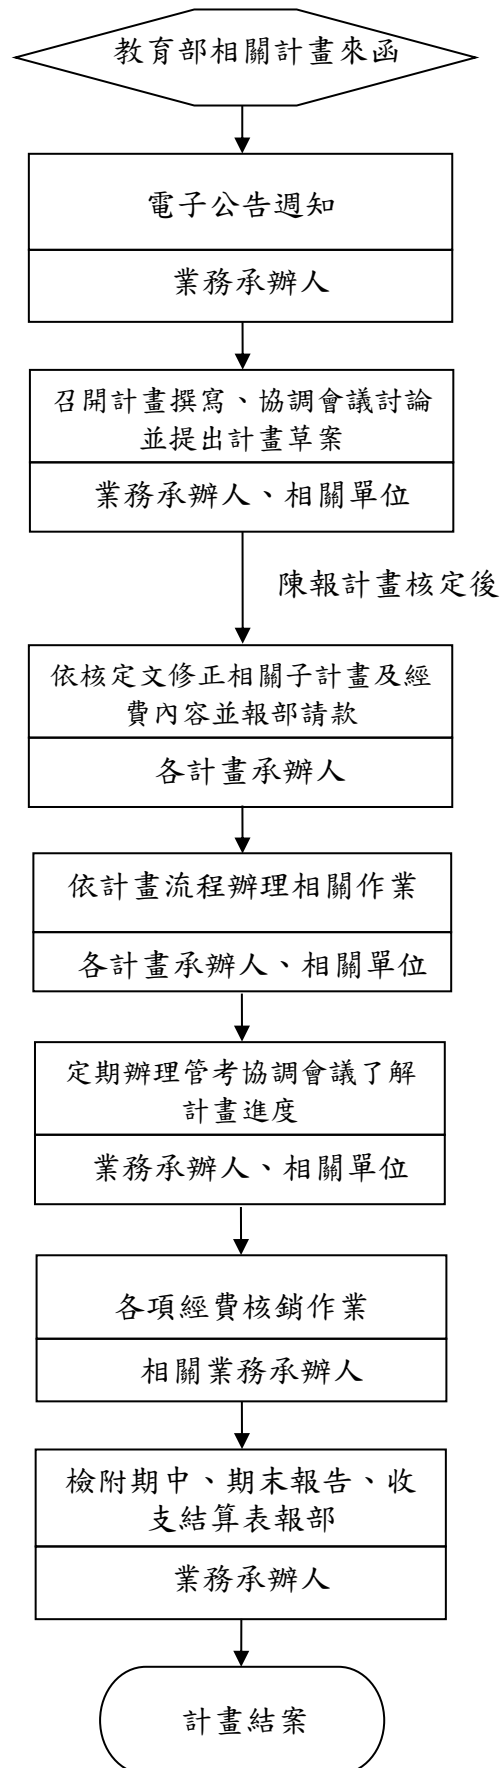 教育部相關計畫來函
電子公告週知
業務承辦人
召開計畫撰寫、協調會議討論
並提出計畫草案
業務承辦人、相關單位
陳報計畫核定後
依核定文修正相關子計畫及經
費內容並報部請款
各計畫承辦人
依計畫流程辦理相關作業
各計畫承辦人、相關單位
定期辦理管考協調會議了解
計畫進度
業務承辦人、相關單位
各項經費核銷作業
相關業務承辦人
檢附期中、期末報告、收
支結算表報部
業務承辦人
計畫結案